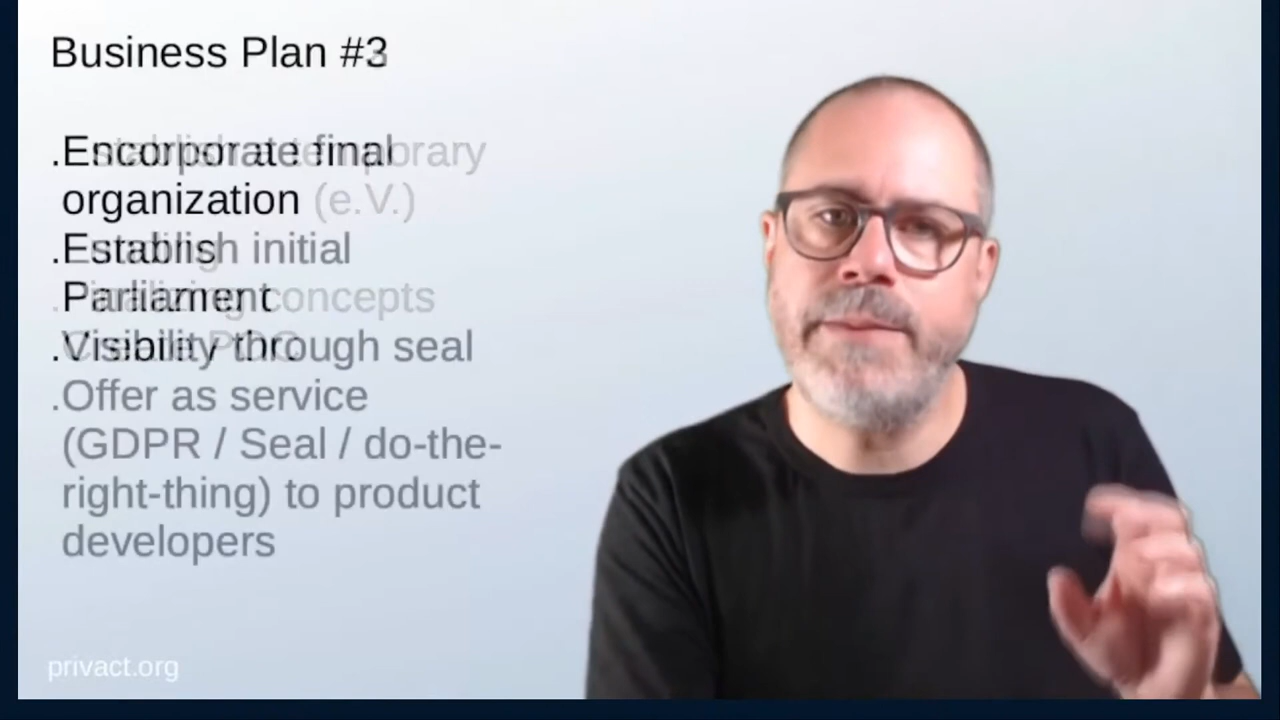 Business Plan #3
.Encorporate final
organization (e.V.)
.Establish initial
Parliament concepts
.Visibility through seal
.Offer as service
(GDPR / Seal / do-the-
right-thing) to product
developers
privact.org